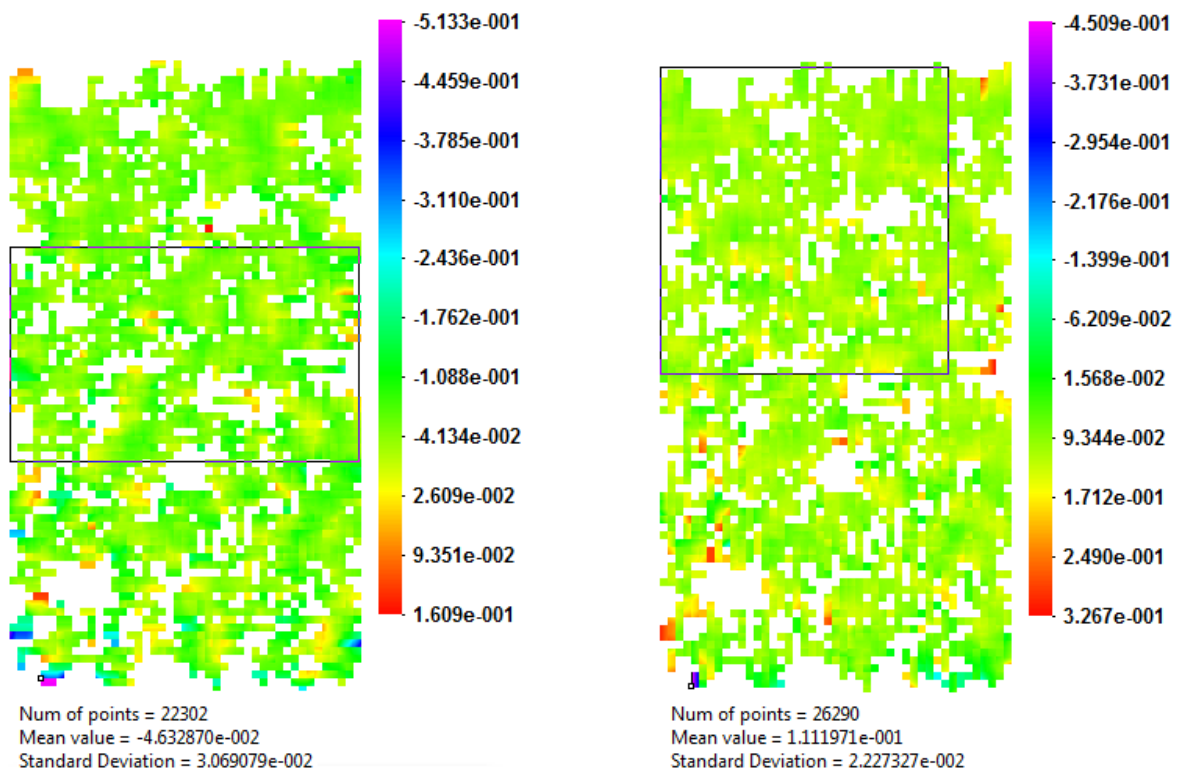 -5.133e-001
-4.459e-001
-3.785e-001
-3.110e-001
-2.436e-001
-1.762e-001
-1.088e-001
-4.134e-002
2.609e-002
9.351e-002
1.609e-001
Num of points = 22302
Mean value = -4.632870e-002
Standard Deviation = 3.069079e-002
-4.509e-001
-3.731e-001
-2.954e-001
-2.176e-001
-1.399e-001
-6.209e-002
1.568e-002
9.344e-002
1.712e-001
2.490e-001
3.267e-001
Num of points = 26290
Mean value = 1.111971e-001
Standard Deviation = 2.227327e-002